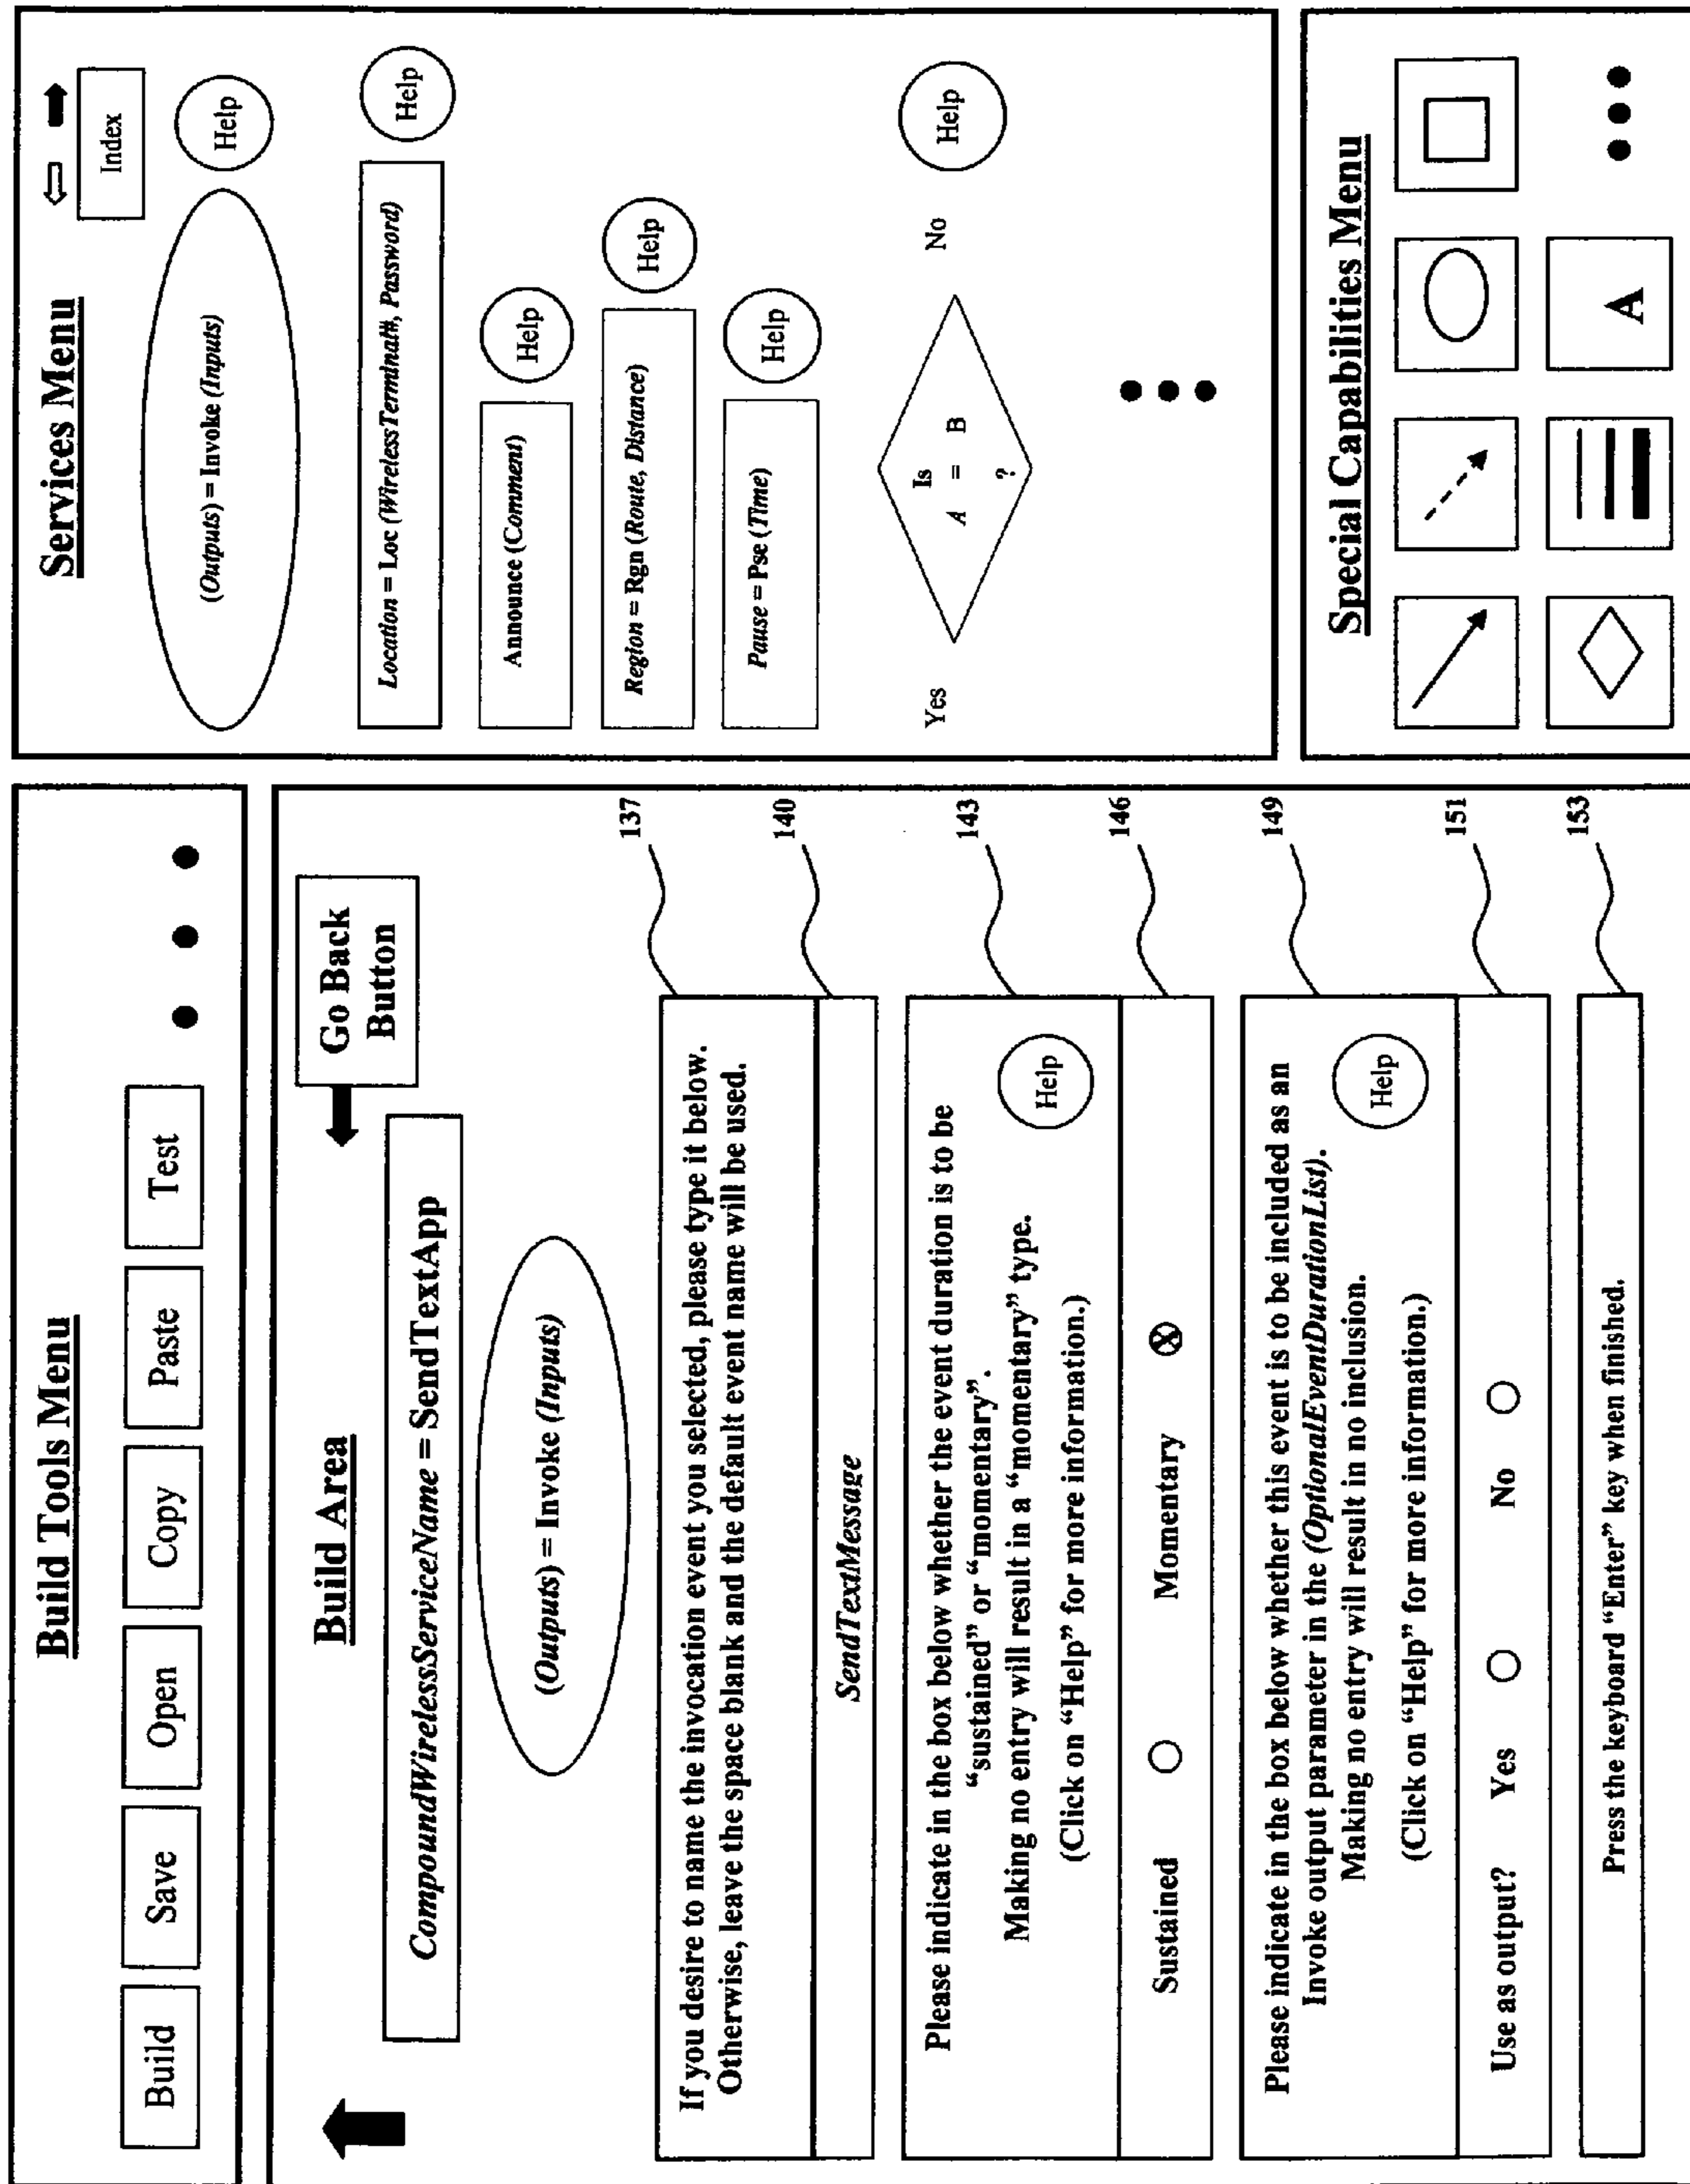 Build Tools Menu
Build
Save
Open
Copy
Paste
Test
Build Area
Go Back
Button
CompoundWirelessServiceName = SendTextApp
(Outputs) = Invoke (Inputs)
If you desire to name the invocation event you selected, please type it below.
Otherwise, leave the space blank and the default event name will be used.
137
SendTextMessage
140
Please indicate in the box below whether the event duration is to be
“sustained” or “momentary”.
Making no entry will result in a “momentary” type.
(Click on “Help” for more information.)
Help
143
Sustained
Momentary
146
Please indicate in the box below whether this event is to be included as an
Invoke output parameter in the (OptionalEventDurationList).
Making no entry will result in no inclusion.
(Click on “Help” for more information.)
Help
149
Use as output? Yes
No
151
Press the keyboard “Enter” key when finished.
153
Services Menu
Index
(Outputs) = Invoke (Inputs)
Help
Location = Loc (WirelessTerminal#, Password)
Help
Announce (Comment)
Help
Region = Rgn (Route, Distance)
Help
Pause = Pse (Time)
Help
Yes
Is
A = B
?
No
Help
Special Capabilities Menu
A